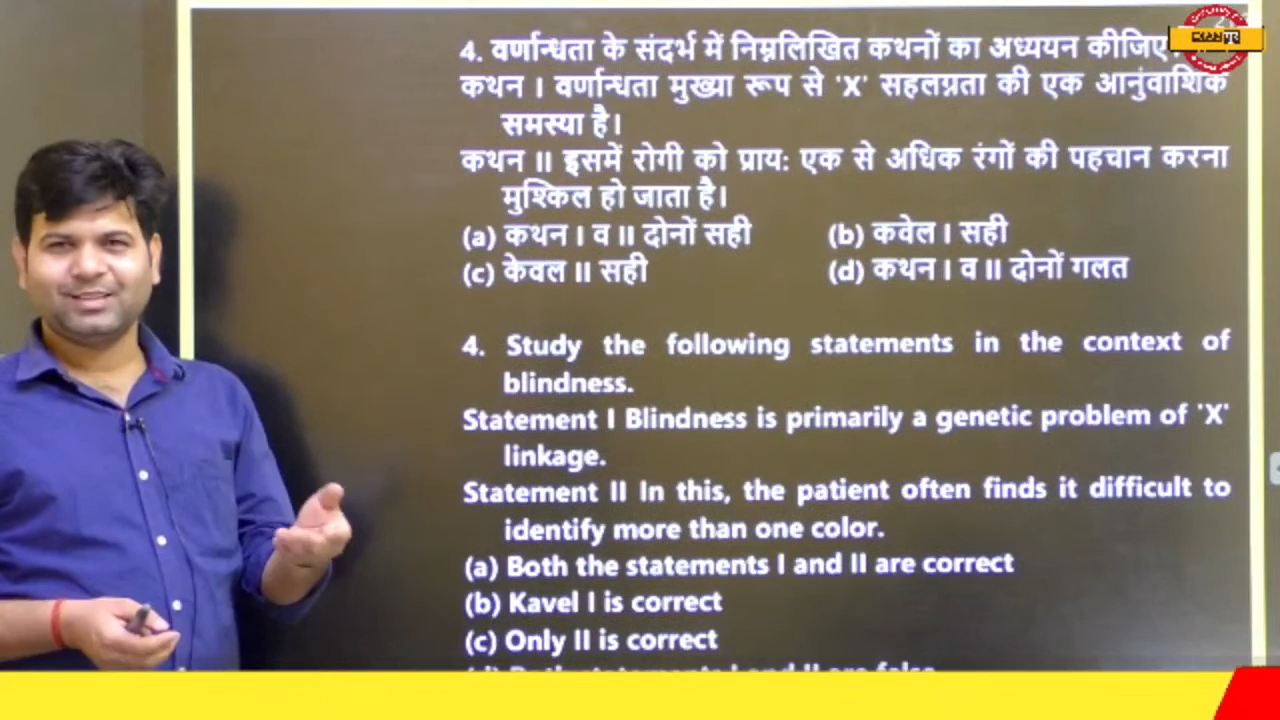 4. वर्णान्धता के संदर्भ में निम्नलिखित कथनों का अध्ययन कीजिए
कथन I वर्णान्धता मुख्या रूप से 'X' सहलग्नता की एक आनुंवाशिक
समस्या है।
कथन II इसमें रोगी को प्राय: एक से अधिक रंगों की पहचान करना
मुश्किल हो जाता है।
(a) कथन I व II दोनों सही (b) कवेल I सही
(c) केवल II सही (d) कथन I व II दोनों गलत
4. Study the following statements in the context of
blindness.
Statement I Blindness is primarily a genetic problem of 'X'
linkage.
Statement II In this, the patient often finds it difficult to
identify more than one color.
(a) Both the statements I and II are correct
(b) Kavel I is correct
(c) Only II is correct